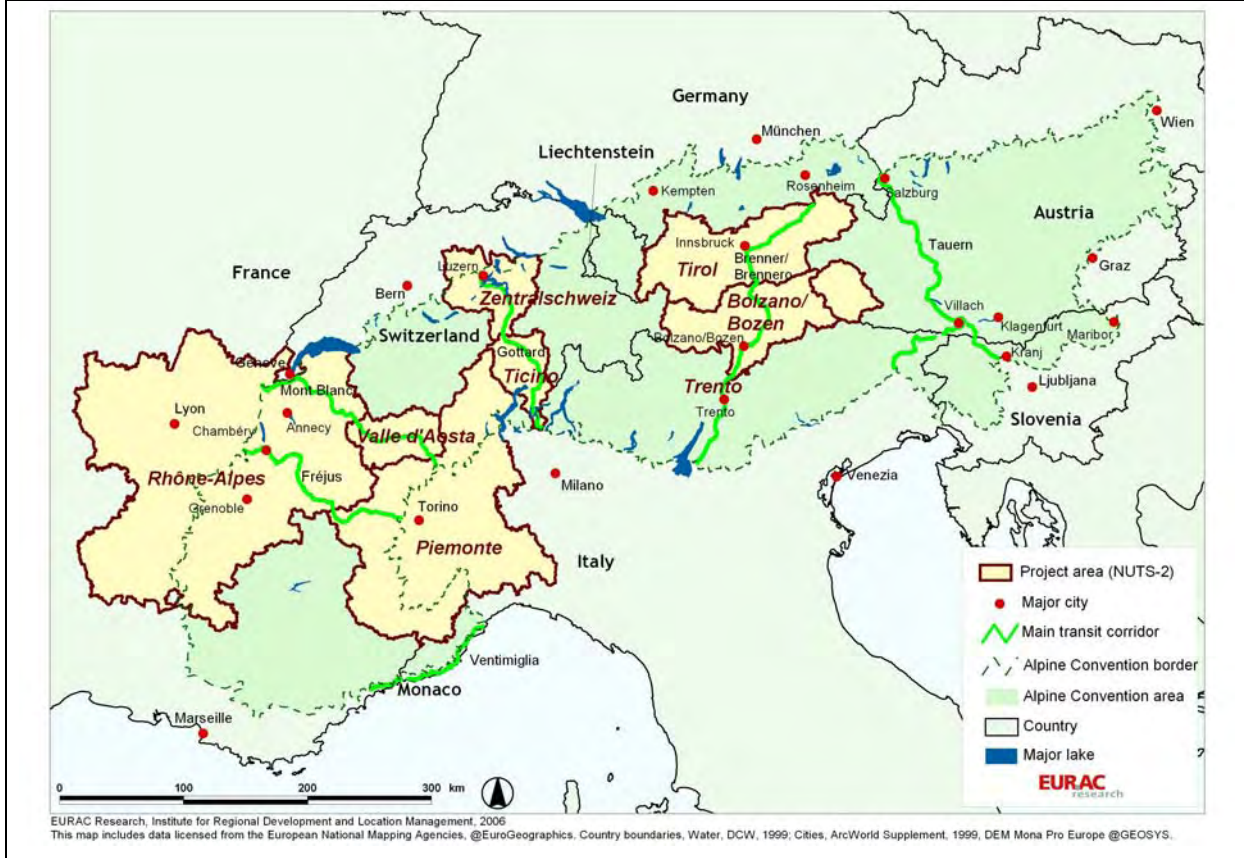 Germany
München
Wien
Liechtenstein
Kempten
Rosenheim
Salzburg
Austria
Innsbruck
Tirol
Brenner/
Brennero
Tauern
Graz
France
Luzern
Bern
Zentralschweiz
Bolzano/
Bozen
Villach
Klagenfurt
Maribor
Switzerland
Bolzano/Bozen
Kranj
Gottard
Ticino
Trento
Trento
Ljubljana
Slovenia
Genève
Mont Blanc
Lyon
Annecy
Chambéry
Valle d'Aosta
Rhône-Alpes
Fréjus
Grenoble
Torino
Milano
Venezia
Piemonte
Italy
Ventimiglia
Monaco
Marseille
Project area (NUTS-2)
Major city
Main transit corridor
Alpine Convention border
Alpine Convention area
Country
Major lake
EURAC
research
0 100 200 300 km
EURAC Research, Institute for Regional Development and Location Management, 2006
This map includes data licensed from the European National Mapping Agencies, @EuroGeographics. Country boundaries, Water, DCW, 1999; Cities, ArcWorld Supplement, 1999, DEM Mona Pro Europe @GEOSYS.